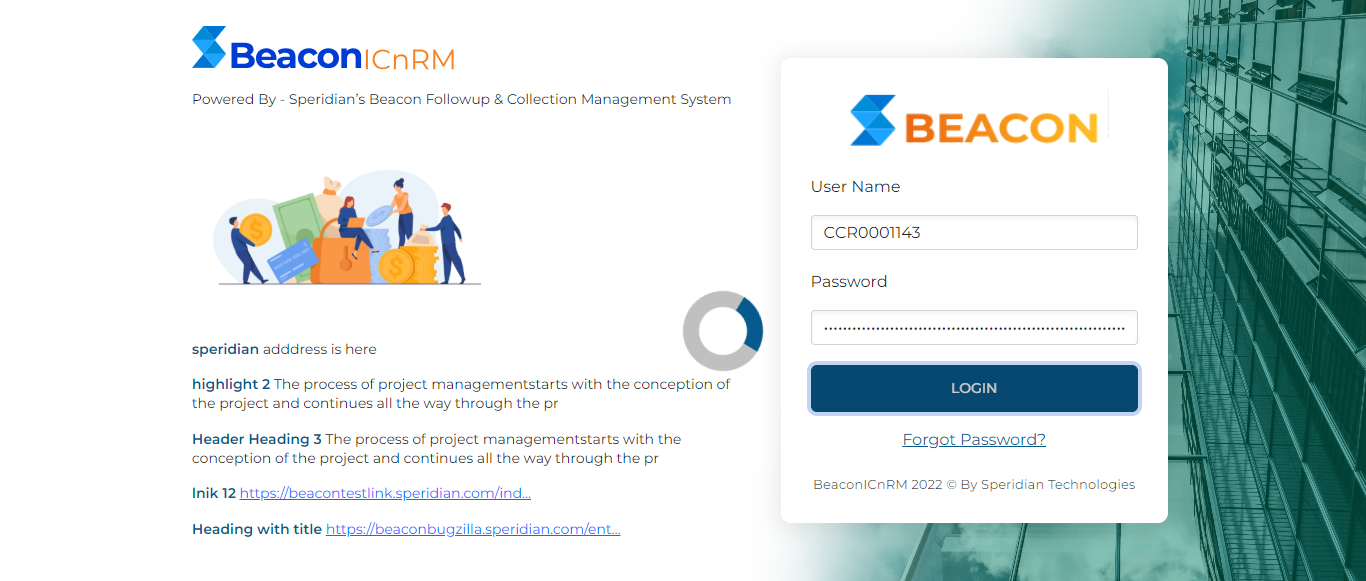 BeaconICnRM
Powered By - Speridian's Beacon Followup & Collection Management System
speridian adddress is here
highlight 2 The process of project managementstarts with the conception of
the project and continues all the way through the pr
Header Heading 3 The process of project managementstarts with the
conception of the project and continues all the way through the pr
lnik 12 https://beacontestlink.speridian.com/ind...
Heading with title https://beaconbugzilla.speridian.com/ent...
BEACON
User Name
CCR0001143
Password
LOGIN
Forgot Password?
BeaconICnRM 2022 © By Speridian Technologies